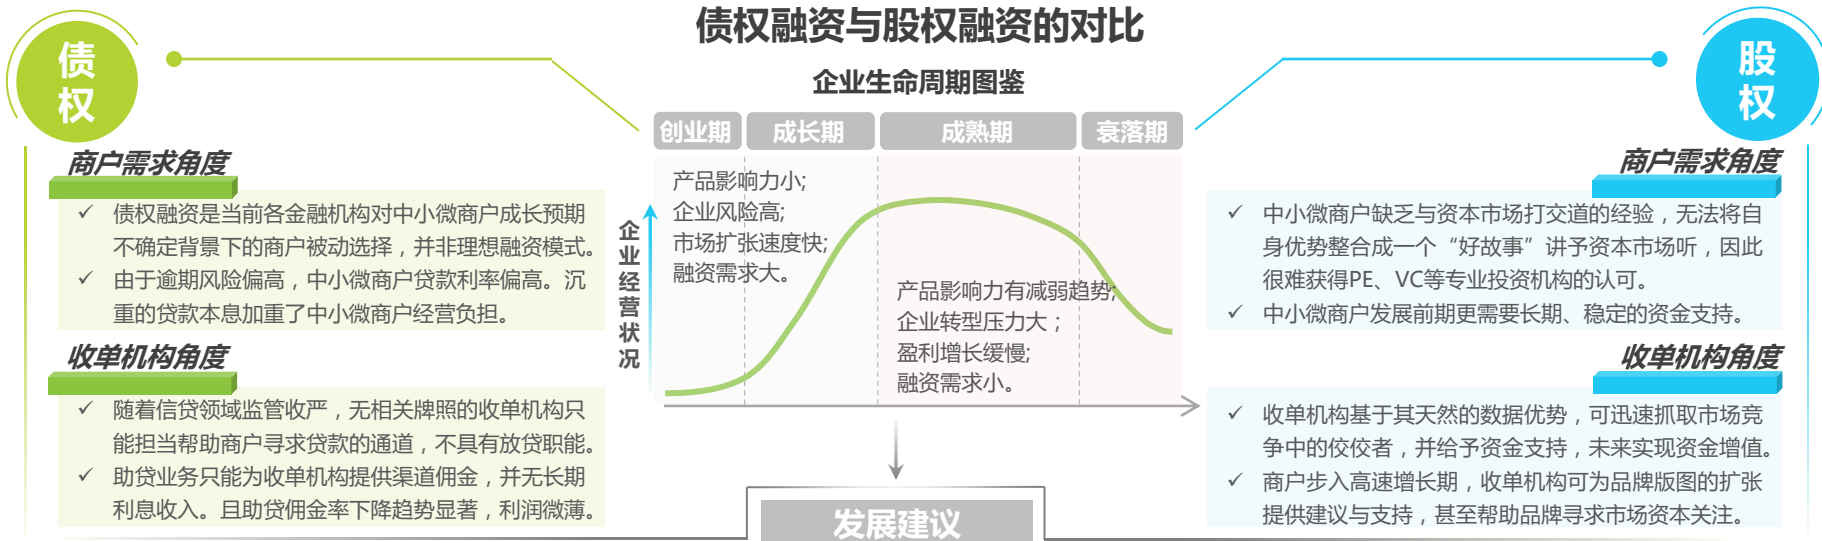 债权融资与股权融资的对比
债
权
商户需求角度
✓ 债权融资是当前各金融机构对中小微商户成长预期
不确定背景下的商户被动选择，并非理想融资模式。
✓ 由于逾期风险偏高，中小微商户贷款利率偏高。沉
重的贷款本息加重了中小微商户经营负担。
收单机构角度
✓ 随着信贷领域监管收严，无相关牌照的收单机构只
能担当帮助商户寻求贷款的通道，不具有放贷职能。
✓ 助贷业务只能为收单机构提供渠道佣金，并无长期
利息收入。且助贷佣金率下降趋势显著，利润微薄。
企业生命周期图鉴
创业期 成长期 成熟期 衰落期
企业经营状况
产品影响力小;
企业风险高;
市场扩张速度快;
融资需求大。
产品影响力有减弱趋势;
企业转型压力大；
盈利增长缓慢;
融资需求小。
发展建议
股
权
商户需求角度
✓ 中小微商户缺乏与资本市场打交道的经验，无法将自
身优势整合成一个“好故事”讲予资本市场听，因此
很难获得PE、VC等专业投资机构的认可。
✓ 中小微商户发展前期更需要长期、稳定的资金支持。
收单机构角度
✓ 收单机构基于其天然的数据优势，可迅速抓取市场竞
争中的佼佼者，并给予资金支持，未来实现资金增值。
✓ 商户步入高速增长期，收单机构可为品牌版图的扩张
提供建议与支持，甚至帮助品牌寻求市场资本关注。